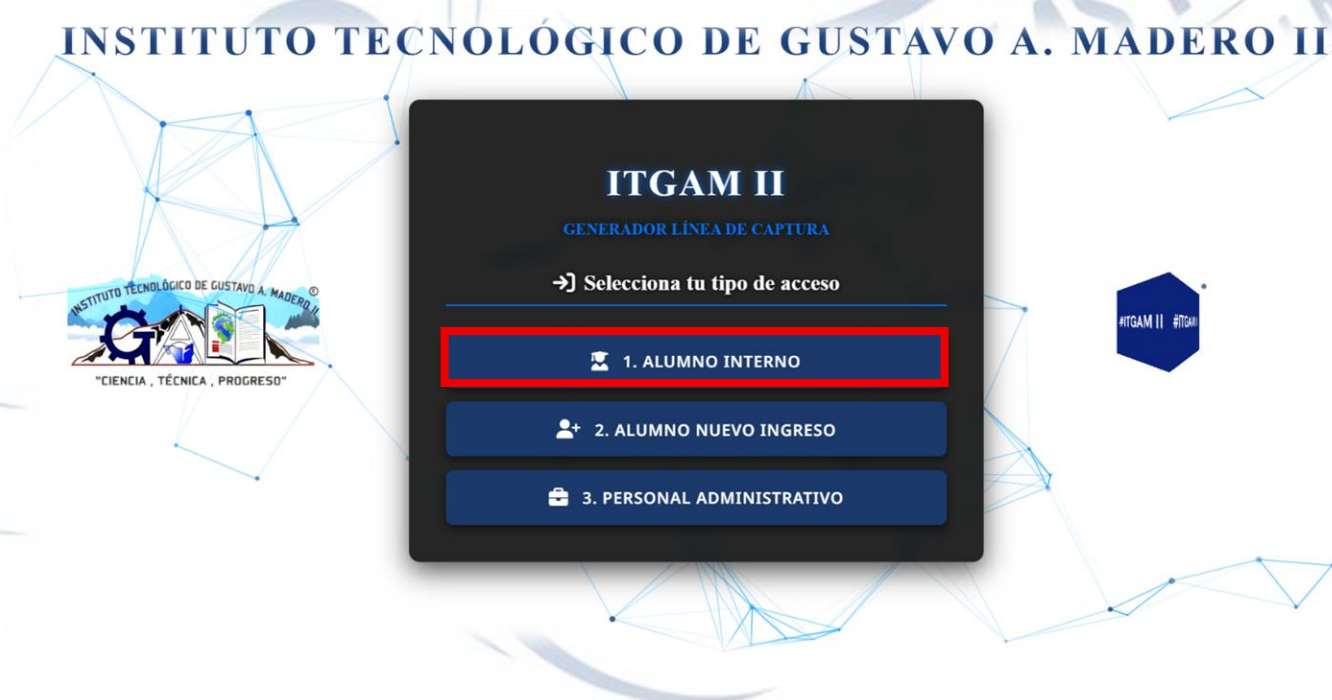 INSTITUTO TECNOLÓGICO DE GUSTAVO A. MADERO II
ITGAM II
GENERADOR LÍNEA DE CAPTURA
Selecciona tu tipo de acceso
INSTITUTO TECNOLÓGICO DE GUSTAVO A. MADERO II
GAM
"CIENCIA , TÉCNICA , PROGRESO"
#ITGAM II #ITGAM
1. ALUMNO INTERNO
2. ALUMNO NUEVO INGRESO
3. PERSONAL ADMINISTRATIVO